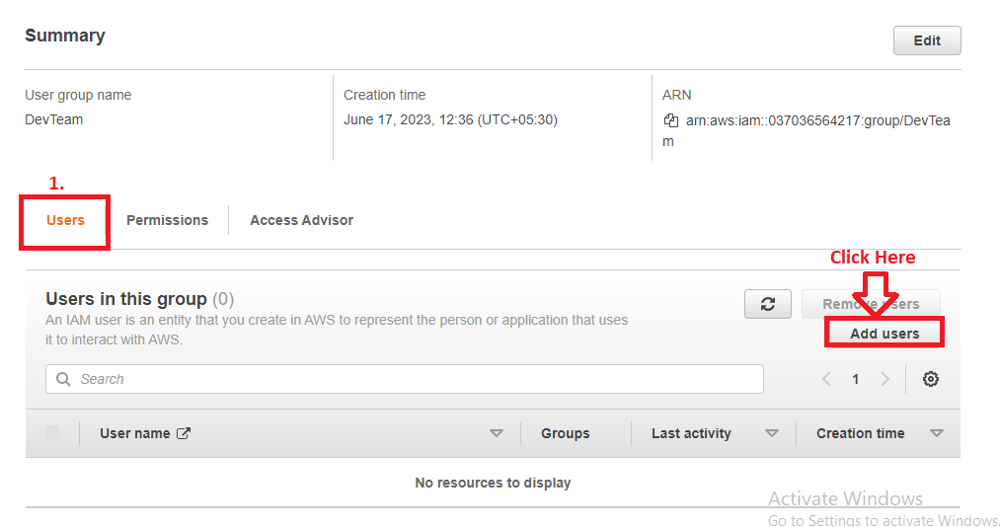 Summary
Edit
User group name
DevTeam
Creation time
June 17, 2023, 12:36 (UTC+05:30)
ARN
arn:aws:iam::037036564217:group/DevTea
m
1.
Users
Permissions
Access Advisor
Click Here
Users in this group (0)
An IAM user is an entity that you create in AWS to represent the person or application that uses
it to interact with AWS.
Remove users
Add users
Search
1
User name
Groups
Last activity
Creation time
No resources to display
Activate Windows
Go to Settings to activate Windows.